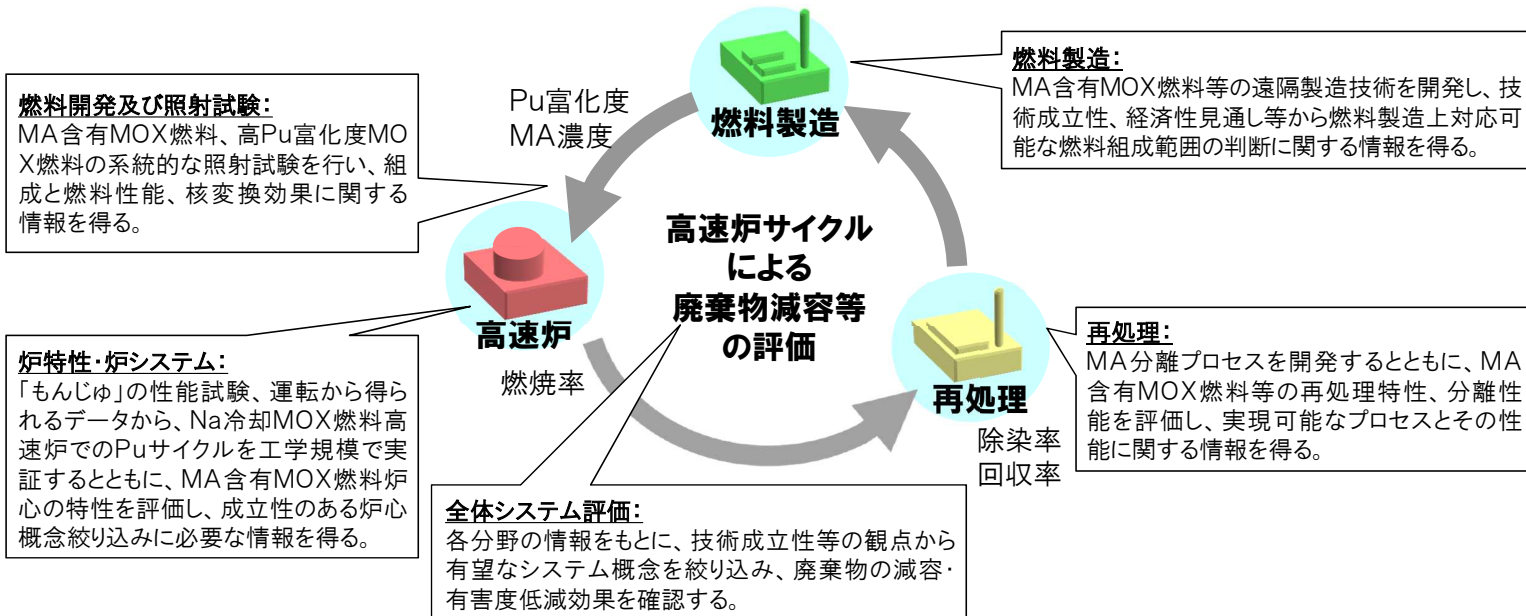 燃料開発及び照射試験:
MA含有MOX燃料、高Pu富化度MO
X燃料の系統的な照射試験を行い、組
成と燃料性能、核変換効果に関する
情報を得る。
Pu富化度
MA濃度
燃料製造
燃料製造:
MA含有MOX燃料等の遠隔製造技術を開発し、技
術成立性、経済性見通し等から燃料製造上対応可
能な燃料組成範囲の判断に関する情報を得る。
高速炉サイクル
による
廃棄物減容等
の評価
高速炉
燃焼率
炉特性・炉システム:
「もんじゅ」の性能試験、運転から得ら
れるデータから、Na冷却MOX燃料高
速炉でのPuサイクルを工学規模で実
証するとともに、MA含有MOX燃料炉
心の特性を評価し、成立性のある炉心
概念絞り込みに必要な情報を得る。
再処理
除染率
回収率
再処理:
MA分離プロセスを開発するとともに、MA
含有MOX燃料等の再処理特性、分離性
能を評価し、実現可能なプロセスとその性
能に関する情報を得る。
全体システム評価:
各分野の情報をもとに、技術成立性等の観点から
有望なシステム概念を絞り込み、廃棄物の減容・
有害度低減効果を確認する。